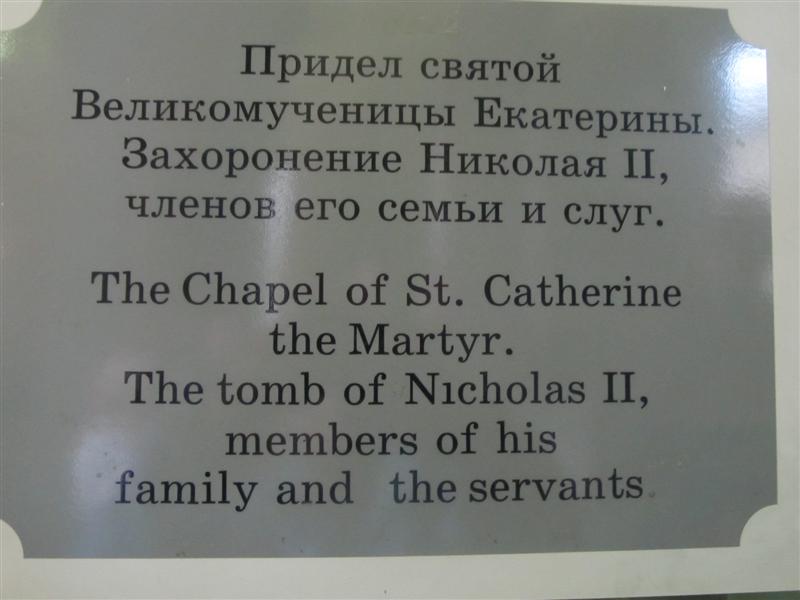 Придел святой
Великомученицы Екатерины.
Захоронение Николая II,
членов его семьи и слуг.
The Chapel of St. Catherine
the Martyr.
The tomb of Nıcholas II,
members of his
family and the servants.